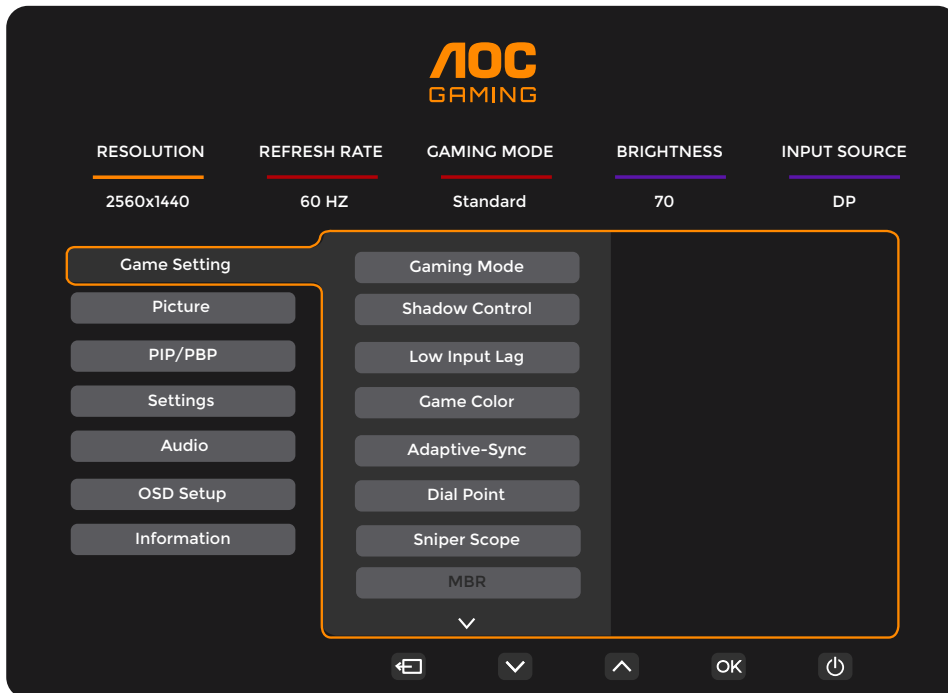 AOC
GAMING
RESOLUTION REFRESH RATE GAMING MODE BRIGHTNESS INPUT SOURCE
2560x1440 60 HZ Standard 70 DP
Game Setting
Picture
PIP/PBP
Settings
Audio
OSD Setup
Information
Gaming Mode
Shadow Control
Low Input Lag
Game Color
Adaptive-Sync
Dial Point
Sniper Scope
MBR
OK